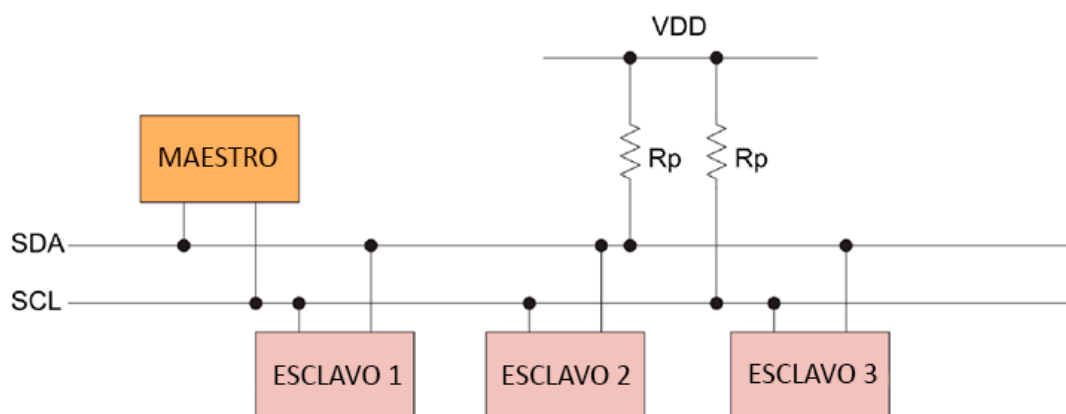 VDD
MAESTRO
Rp
Rp
SDA
SCL
ESCLAVO 1
ESCLAVO 2
ESCLAVO 3